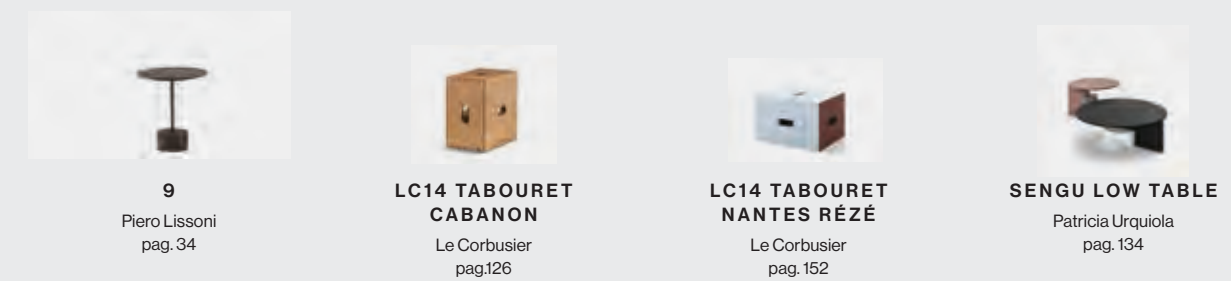 9
Piero Lissoni
pag. 34
LC14 TABOURET
CABANON
Le Corbusier
pag.126
LC14 TABOURET
NANTES RÉZÉ
Le Corbusier
pag. 152
SENGU LOW TABLE
Patricia Urquiola
pag. 134